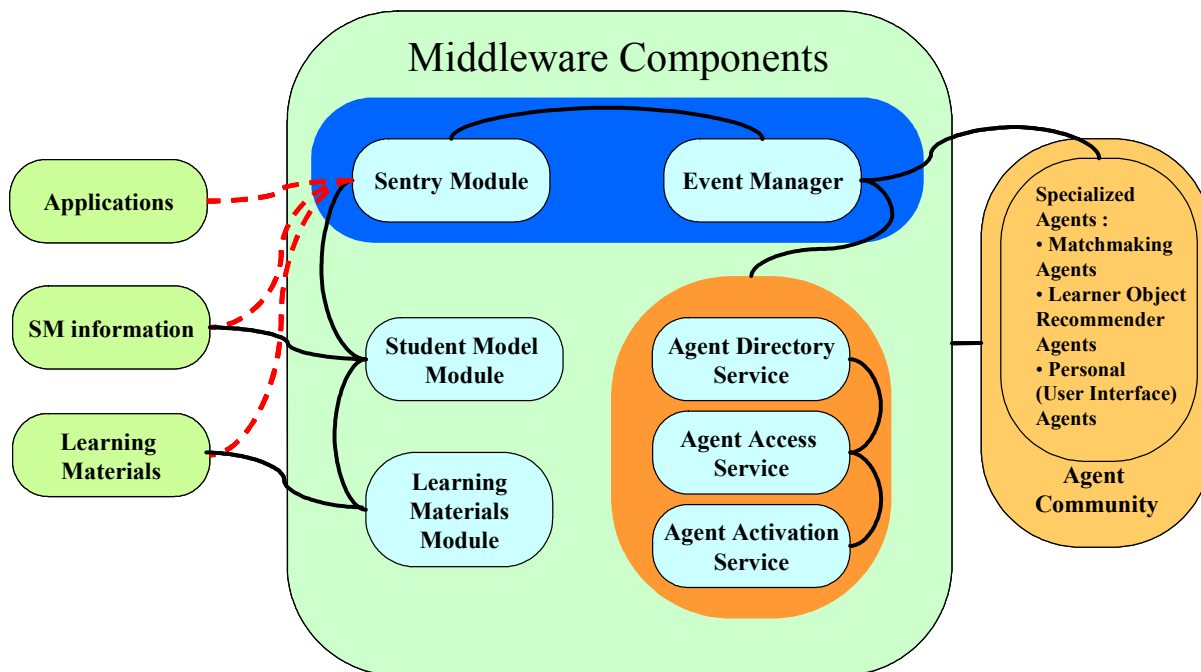 Middleware Components
Sentry Module
Event Manager
Applications
SM information
Learning
Materials
Student Model
Module
Learning
Materials
Module
Agent Directory
Service
Agent Access
Service
Agent Activation
Service
Specialized
Agents :
• Matchmaking
Agents
• Learner Object
Recommender
Agents
• Personal
(User Interface)
Agents
Agent
Community